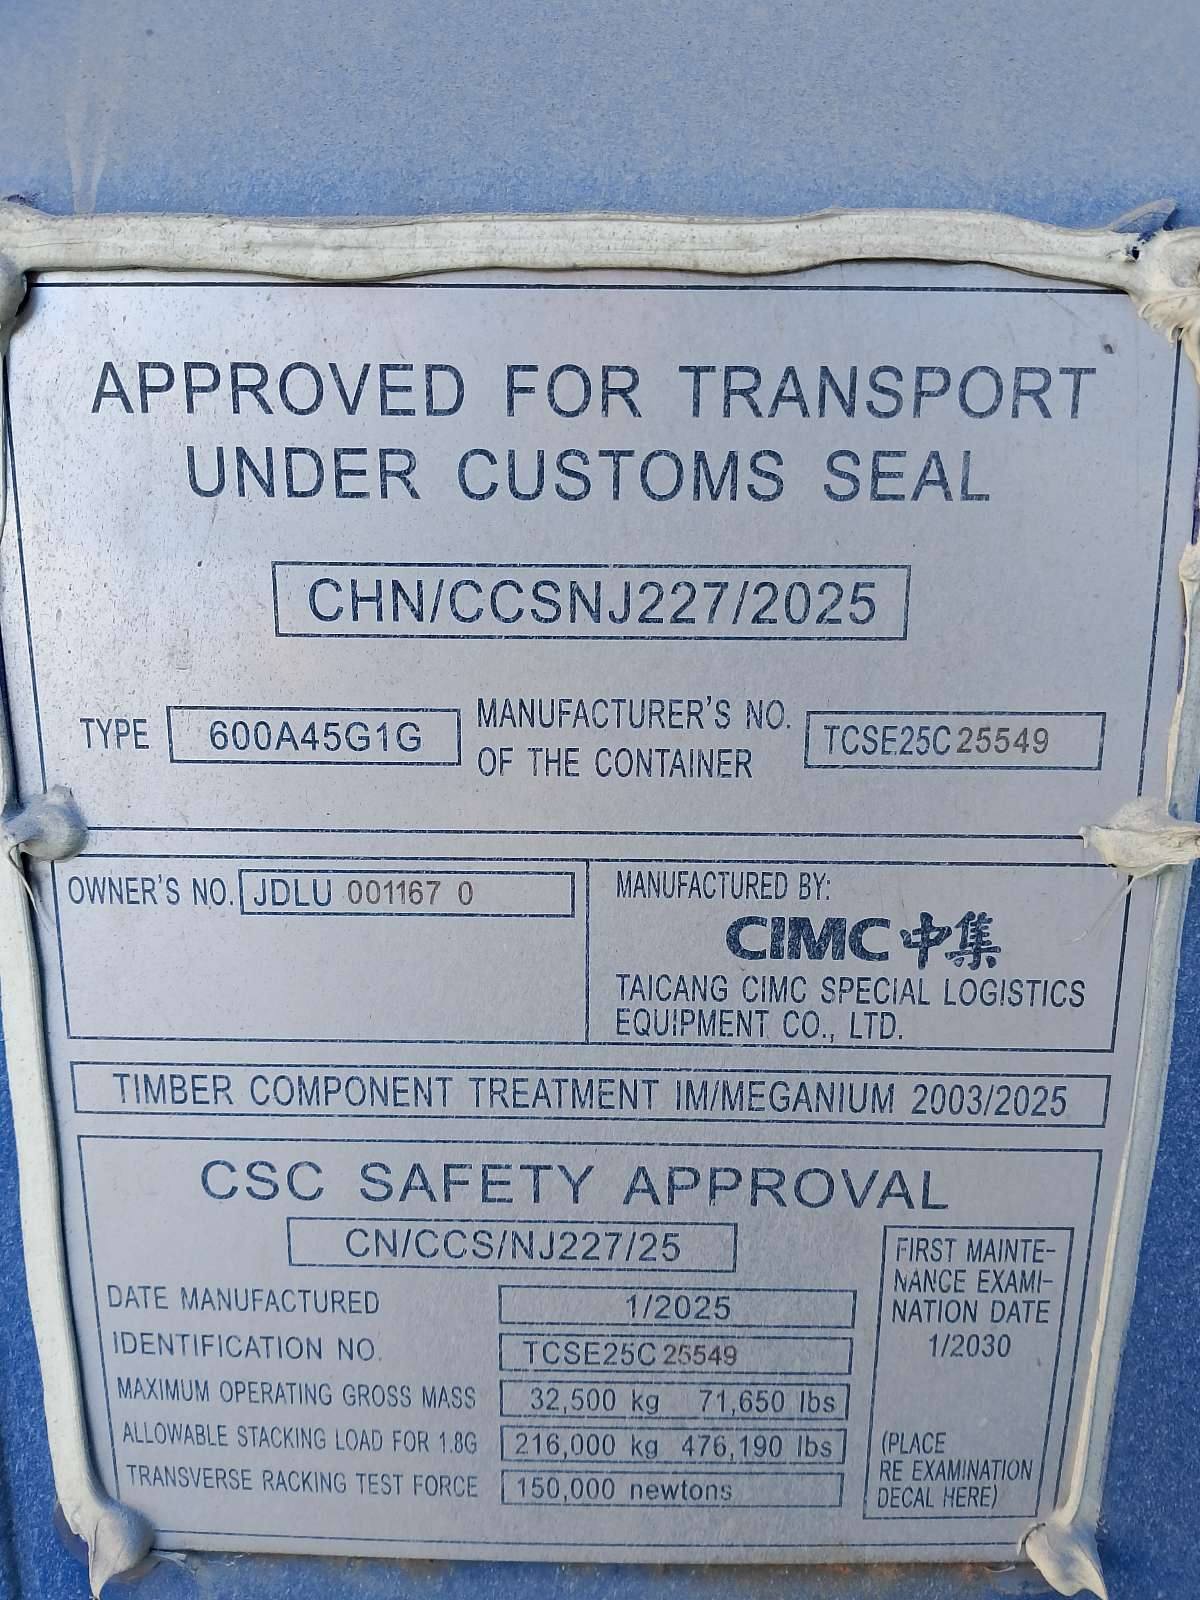 APPROVED FOR TRANSPORT
UNDER CUSTOMS SEAL
CHN/CCSNJ227/2025
TYPE 600A45G1G MANUFACTURER'S NO. OF THE CONTAINER TCSE25C25549
OWNER'S NO. JDLU 001167 0
MANUFACTURED BY:
CIMC 中集
TAICANG CIMC SPECIAL LOGISTICS
EQUIPMENT CO., LTD.
TIMBER COMPONENT TREATMENT IM/MEGANIUM 2003/2025
CSC SAFETY APPROVAL
CN/CCS/NJ227/25
DATE MANUFACTURED 1/2025
IDENTIFICATION NO. TCSE25C25549
MAXIMUM OPERATING GROSS MASS 32,500 kg 71,650 lbs
ALLOWABLE STACKING LOAD FOR 1.8G 216,000 kg 476,190 lbs
TRANSVERSE RACKING TEST FORCE 150,000 newtons
FIRST MAINTE-
NANCE EXAMI-
NATION DATE
1/2030
(PLACE
RE EXAMINATION
DECAL HERE)